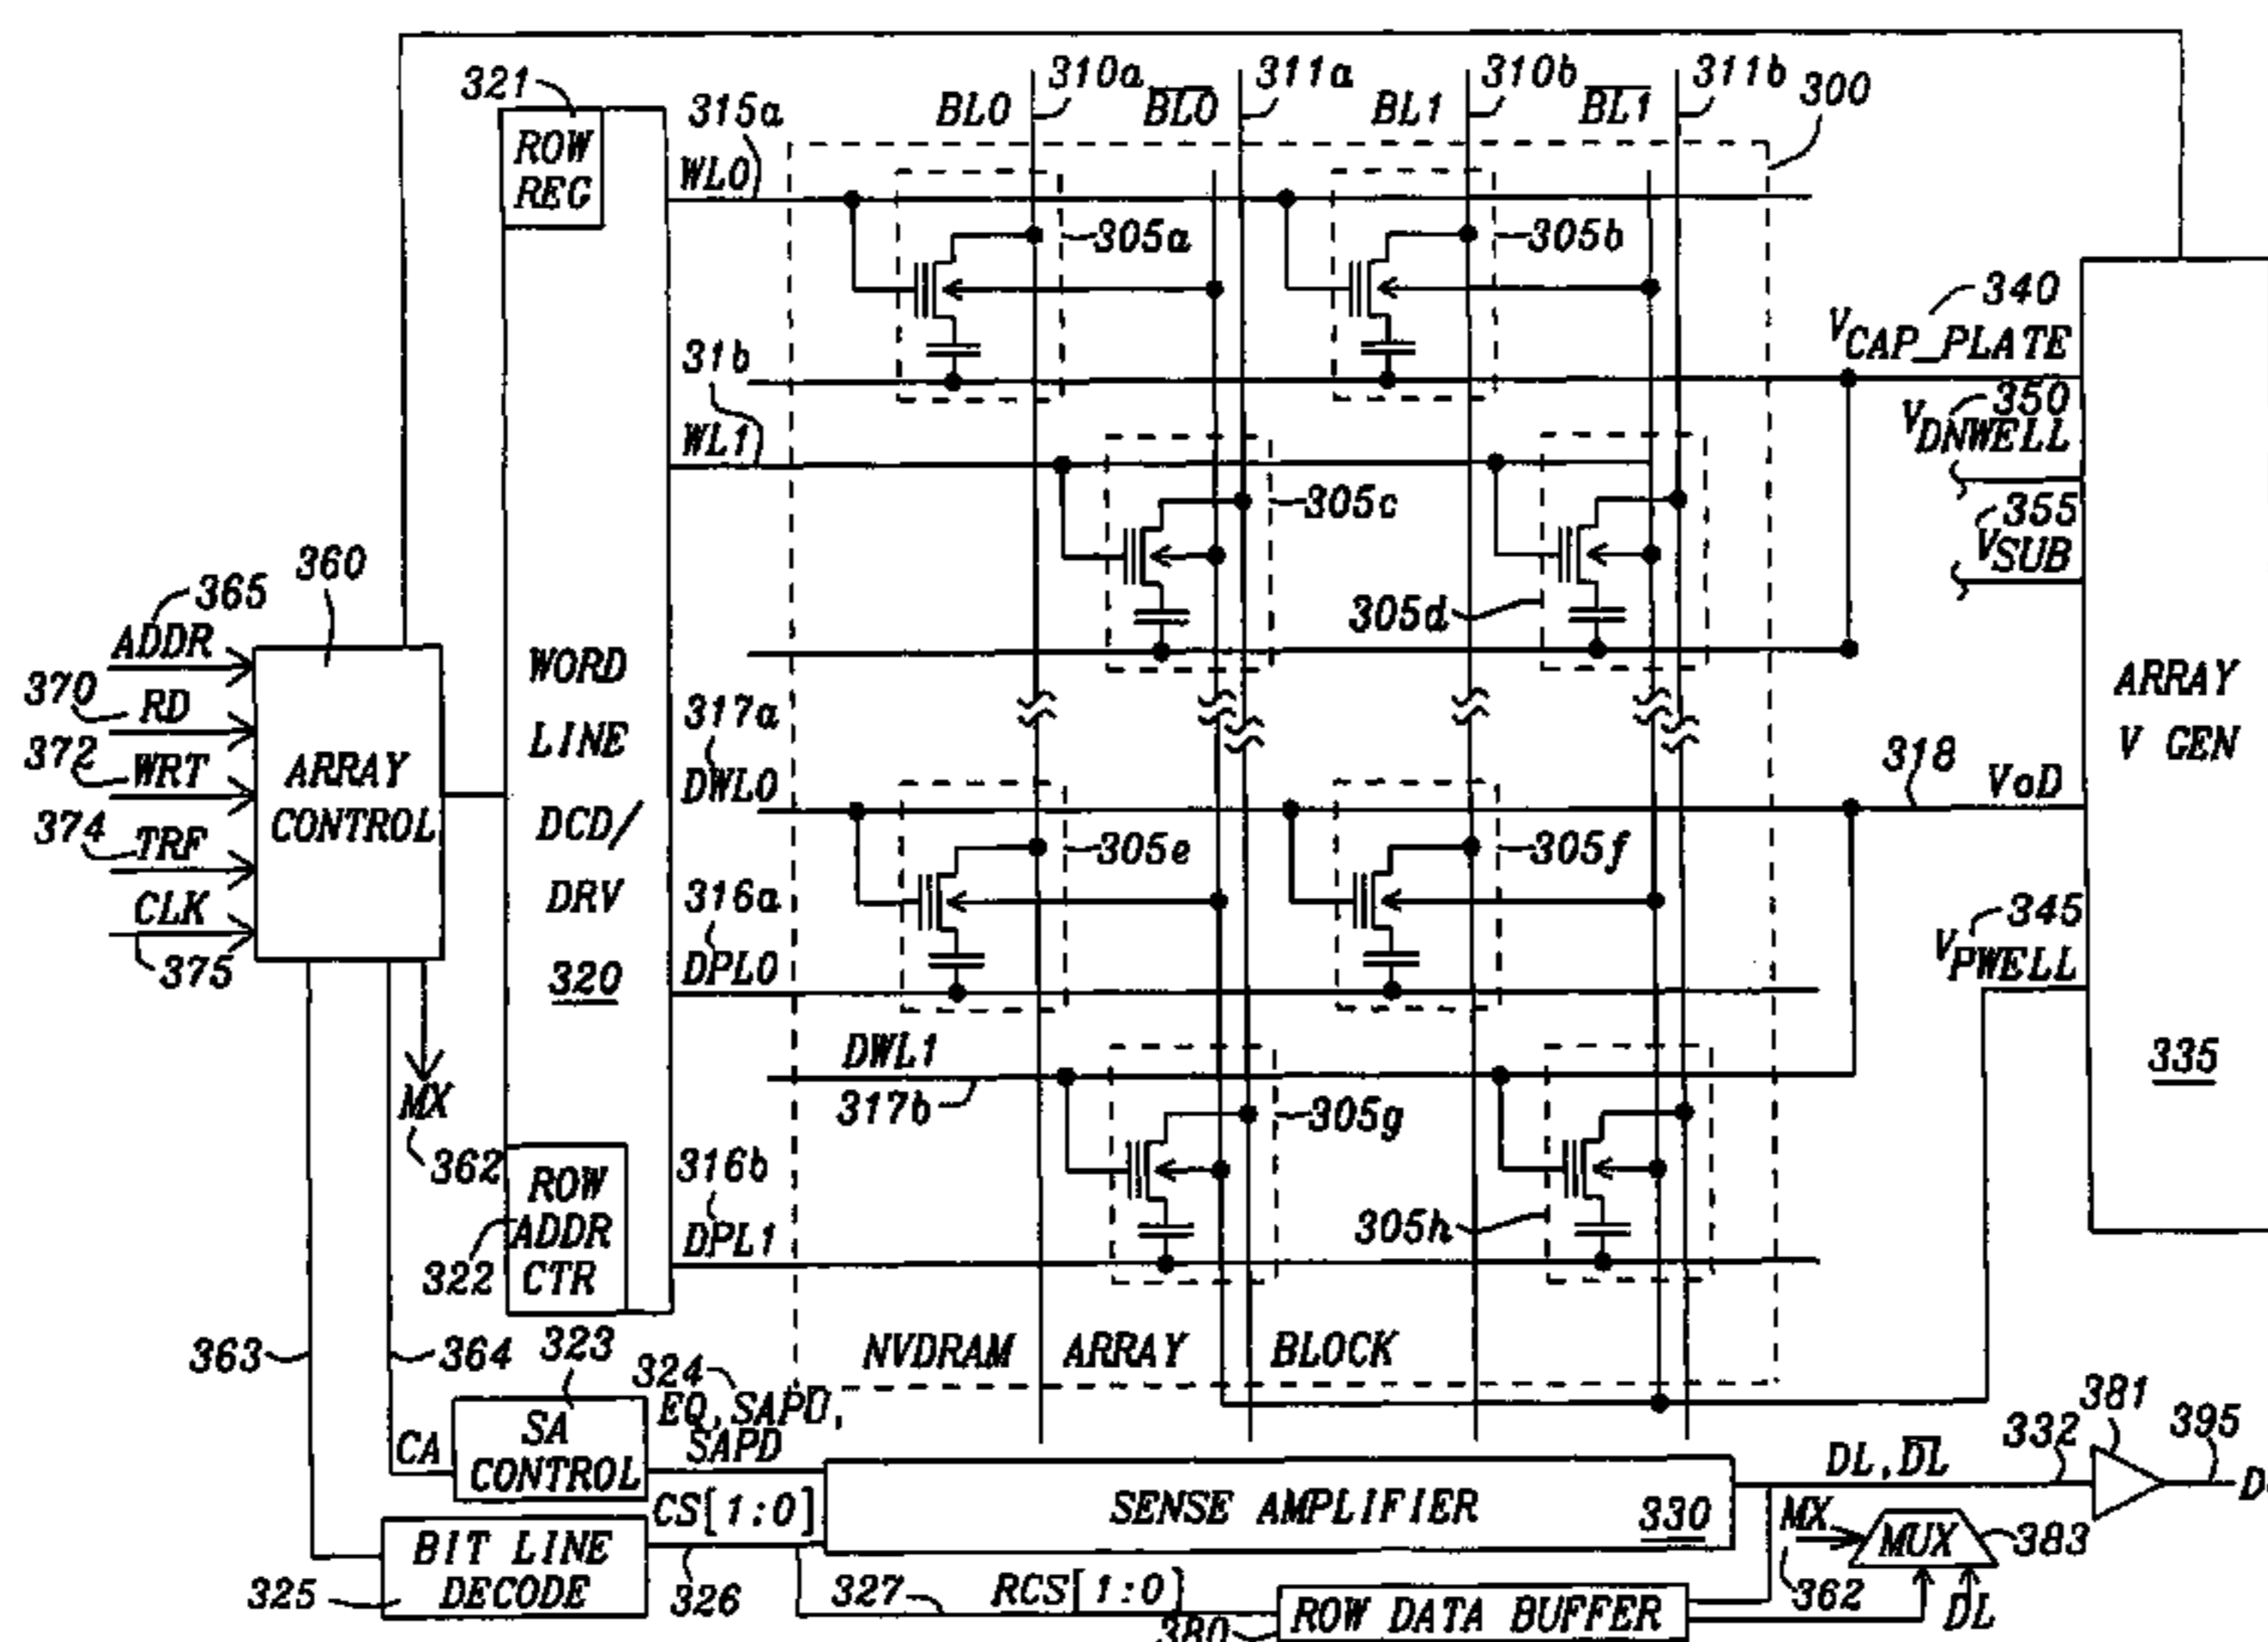 321
315a
310a
311a
310b
311b
300
BL0
BL0
BL1
BL1
ROW
REG
WL0
305a
305b
340
VCAP_PLATE
31b
350
VDNWELL
WL1
305c
355
VSUB
360
365
ADDR
305d
370
RD
WORD
LINE
DCD/
DRV
320
317a
DWL0
ARRAY
V GEN
335
372
WRT
ARRAY
CONTROL
318
VoD
374
TRF
305e
305f
CLK
316a
DPL0
345
VPWELL
375
DWL1
317b
MX
362
305g
316b
DPL1
305h
ROW
ADDR
CTR
322
363
364
323
324
NVDRAM ARRAY BLOCK
EQ, SAPU,
SAPD
CA
SA
CONTROL
381
395
332
DL, DL
CS[1:0]
SENSE AMPLIFIER 330
MX
MUX
383
BIT LINE
DECODE
325
326
327
RCS[1:0]
362
380
ROW DATA BUFFER
DL